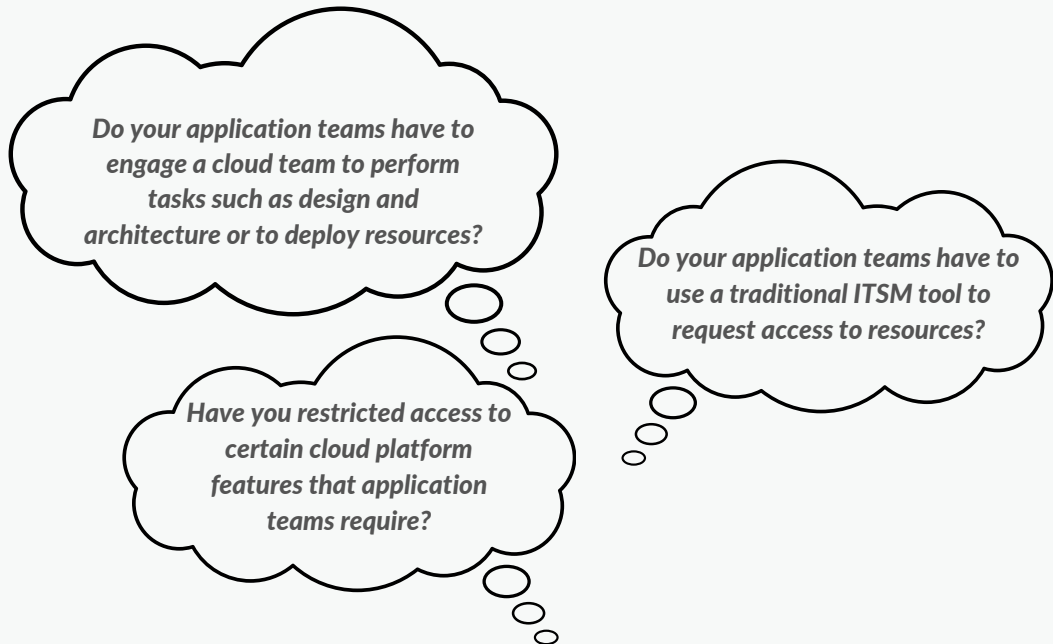 Do your application teams have to
engage a cloud team to perform
tasks such as design and
architecture or to deploy resources?
Do your application teams have to
use a traditional ITSM tool to
request access to resources?
Have you restricted access to
certain cloud platform
features that application
teams require?